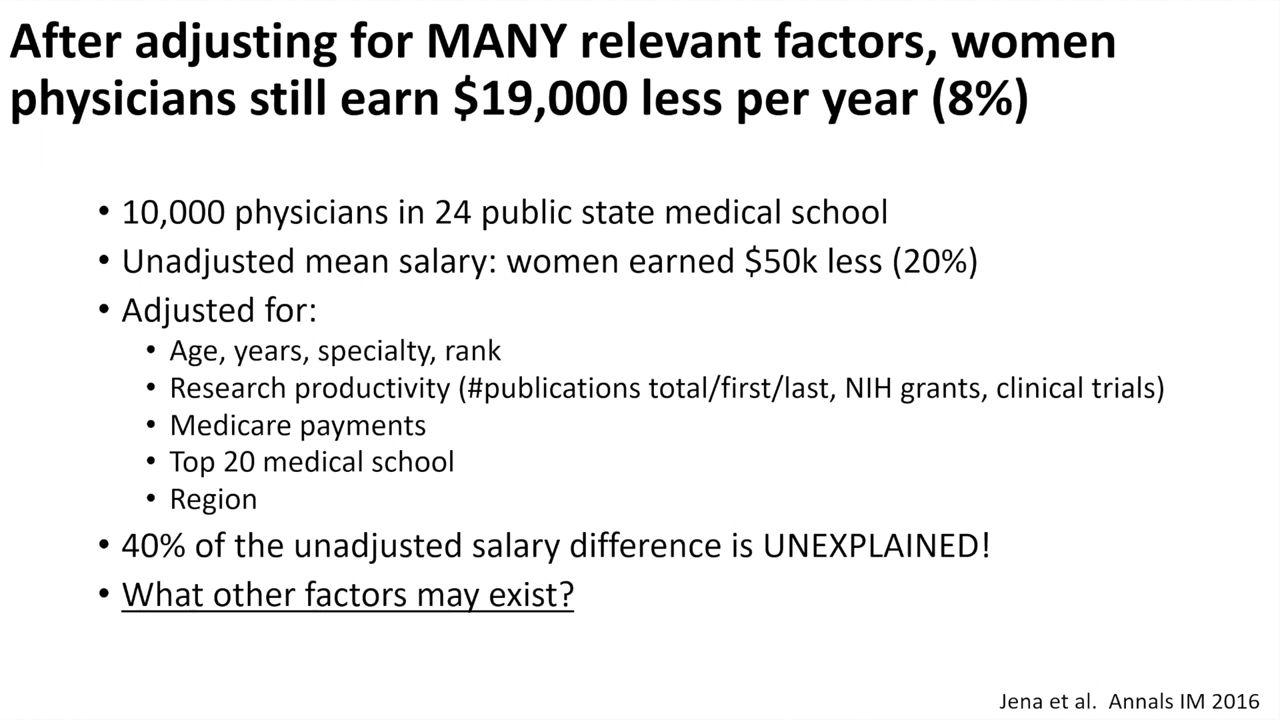 After adjusting for MANY relevant factors, women
physicians still earn $19,000 less per year (8%)
• 10,000 physicians in 24 public state medical school
• Unadjusted mean salary: women earned $50k less (20%)
• Adjusted for:
• Age, years, specialty, rank
• Research productivity (#publications total/first/last, NIH grants, clinical trials)
• Medicare payments
• Top 20 medical school
• Region
• 40% of the unadjusted salary difference is UNEXPLAINED!
• What other factors may exist?
Jena et al. Annals IM 2016